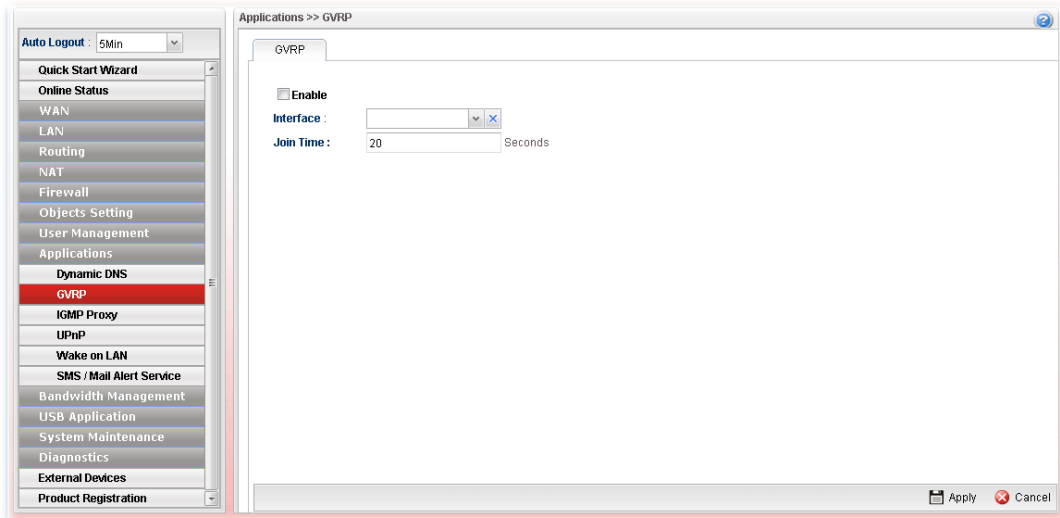 Applications >> GVRP
Auto Logout : 5Min
Quick Start Wizard
Online Status
WAN
LAN
Routing
NAT
Firewall
Objects Setting
User Management
Applications
Dynamic DNS
GVRP
IGMP Proxy
UPnP
Wake on LAN
SMS / Mail Alert Service
Bandwidth Management
USB Application
System Maintenance
Diagnostics
External Devices
Product Registration
GVRP
Enable
Interface :
Join Time : 20 Seconds
Apply Cancel